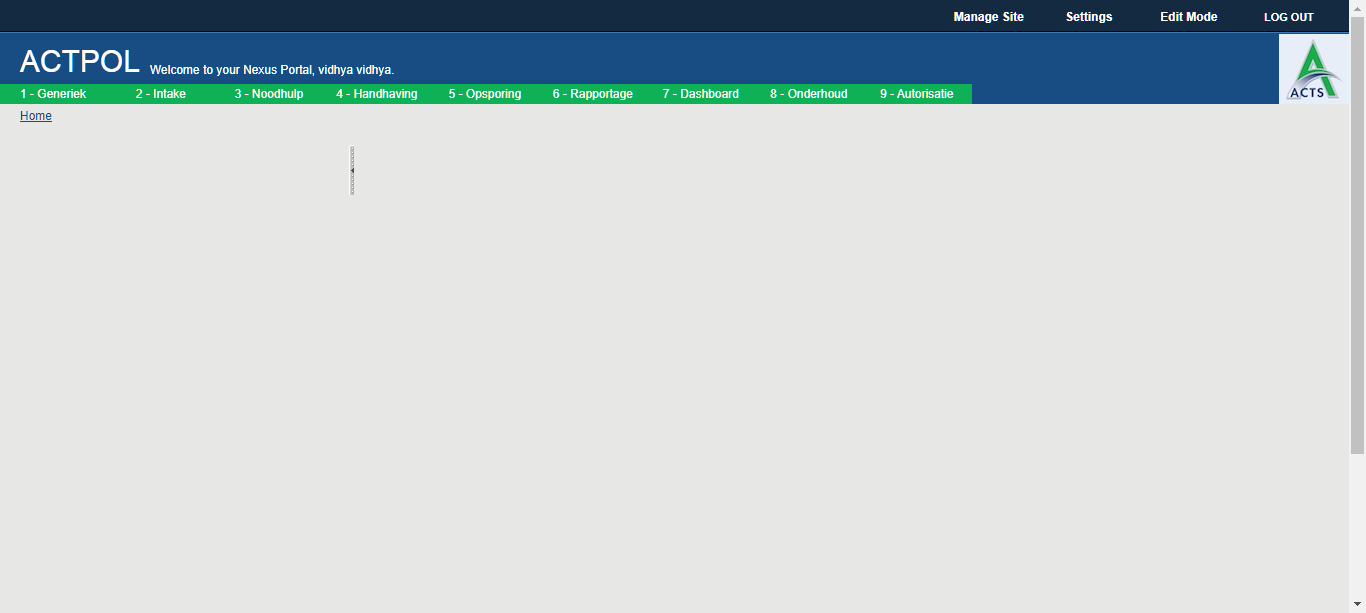 Manage Site Settings Edit Mode LOG OUT
ACTPOL Welcome to your Nexus Portal, vidhya vidhya.
ACTS
1 - Generiek 2 - Intake 3 - Noodhulp 4 - Handhaving 5 - Opsporing 6 - Rapportage 7 - Dashboard 8 - Onderhoud 9 - Autorisatie
Home